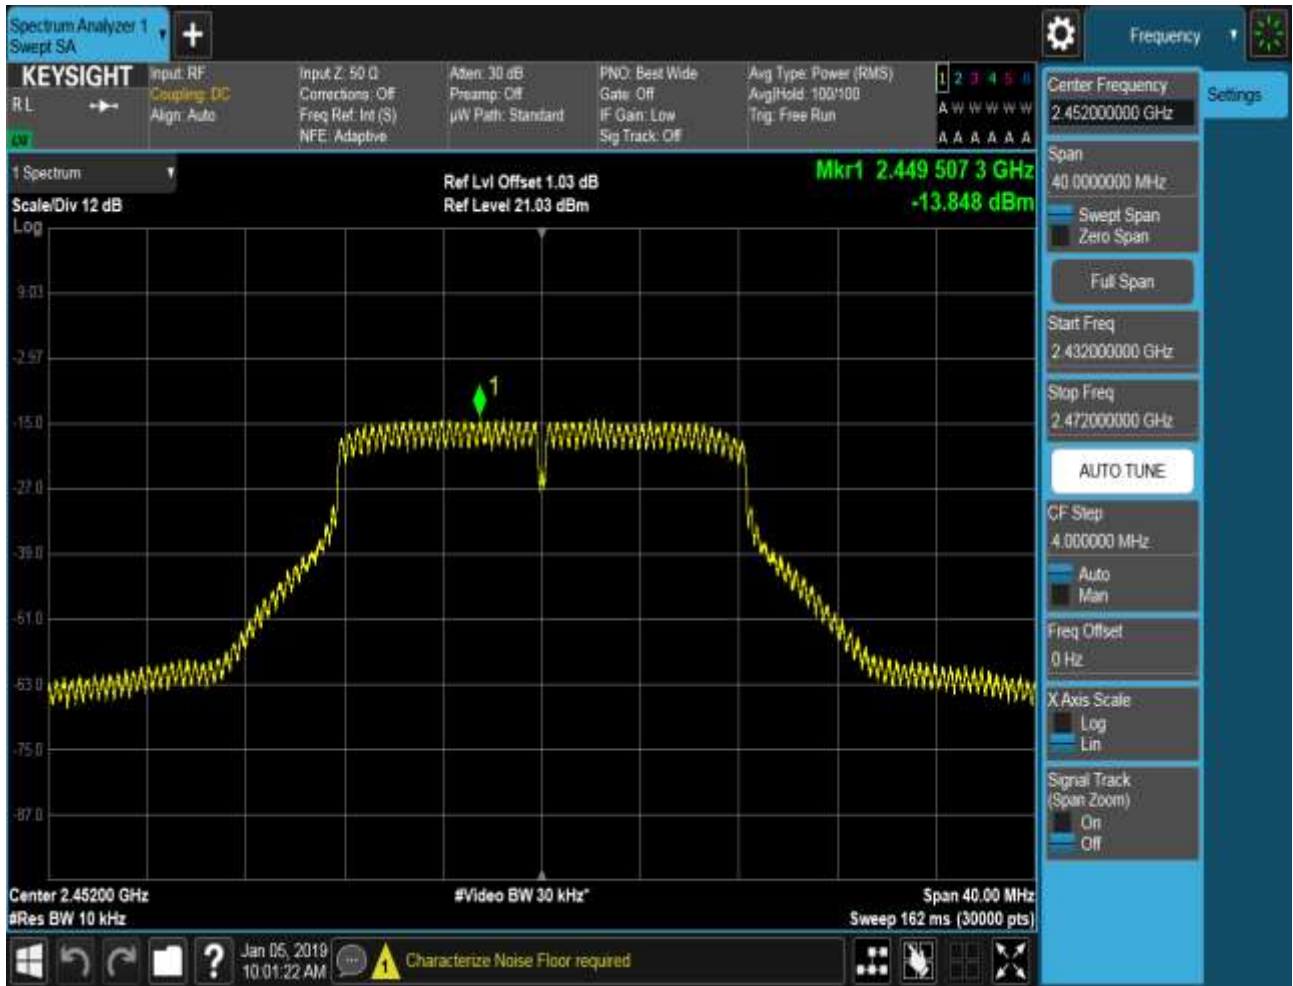 Spectrum Analyzer 1
Swept SA
+
Frequency
KEYSIGHT
R L
Input: RF
Coupling: DC
Align: Auto
Input Z: 50 Ω
Corrections: Off
Freq Ref: Int (S)
NFE: Adaptive
Atten: 30 dB
Preamp: Off
µW Path: Standard
PNO: Best Wide
Gate: Off
IF Gain: Low
Sig Track: Off
Avg Type: Power (RMS)
Avg|Hold: 100/100
Trig: Free Run
1 2 3 4 5 6
A W W W W W
A A A A A A
1 Spectrum
Scale/Div 12 dB
Log
Ref Lvl Offset 1.03 dB
Ref Level 21.03 dBm
Mkr1 2.449 507 3 GHz
-13.848 dBm
9.03
-2.97
1
-15.0
-27.0
-39.0
-51.0
-63.0
-75.0
-87.0
Center 2.45200 GHz
#Video BW 30 kHz*
Span 40.00 MHz
#Res BW 10 kHz
Sweep 162 ms (30000 pts)
Center Frequency
2.452000000 GHz
Settings
Span
40.0000000 MHz
Swept Span
Zero Span
Full Span
Start Freq
2.432000000 GHz
Stop Freq
2.472000000 GHz
AUTO TUNE
CF Step
4.000000 MHz
Auto
Man
Freq Offset
0 Hz
X Axis Scale
Log
Lin
Signal Track
(Span Zoom)
On
Off
?
Jan 05, 2019
10:01:22 AM
1
Characterize Noise Floor required